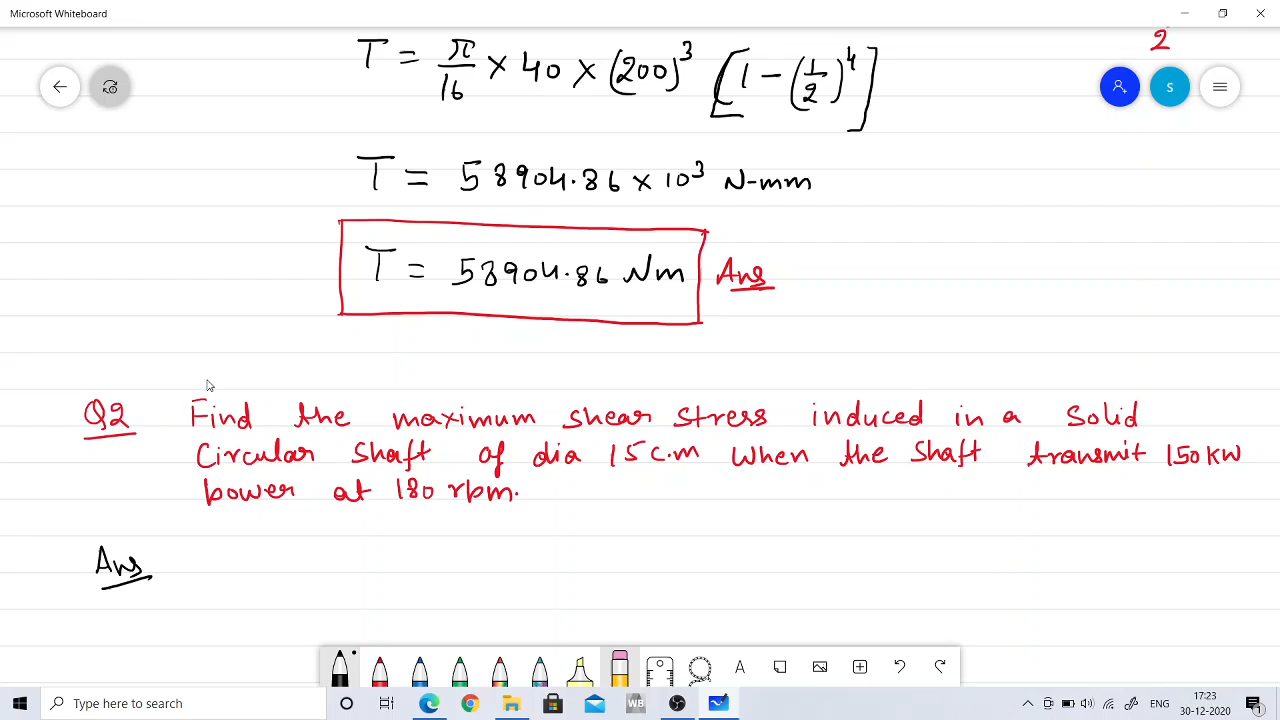 Microsoft Whiteboard
2
T = π/16 × 40 × (200)³ [1 - (1/2)⁴]
S
T = 58904.86 × 10³ N-mm
T = 58904.86 Nm Ans
Q2 Find the maximum shear stress induced in a solid
Circular shaft of dia 15 c.m when the shaft transmit 150 kw
power at 180 rpm.
Ans
A
Type here to search
WB
ENG
17:23
30-12-2020
1